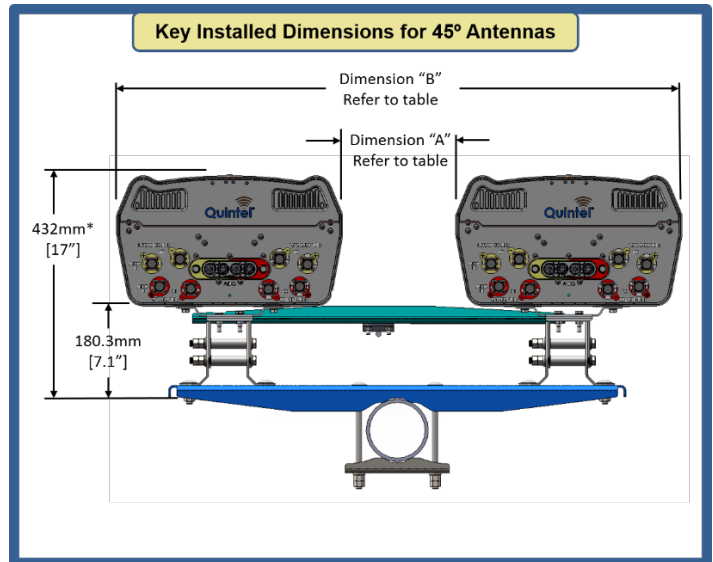 Key Installed Dimensions for 45º Antennas
Dimension “B”
Refer to table
Dimension “A”
Refer to table
432mm*
[17”]
Quintel
Quintel
180.3mm
[7.1”]